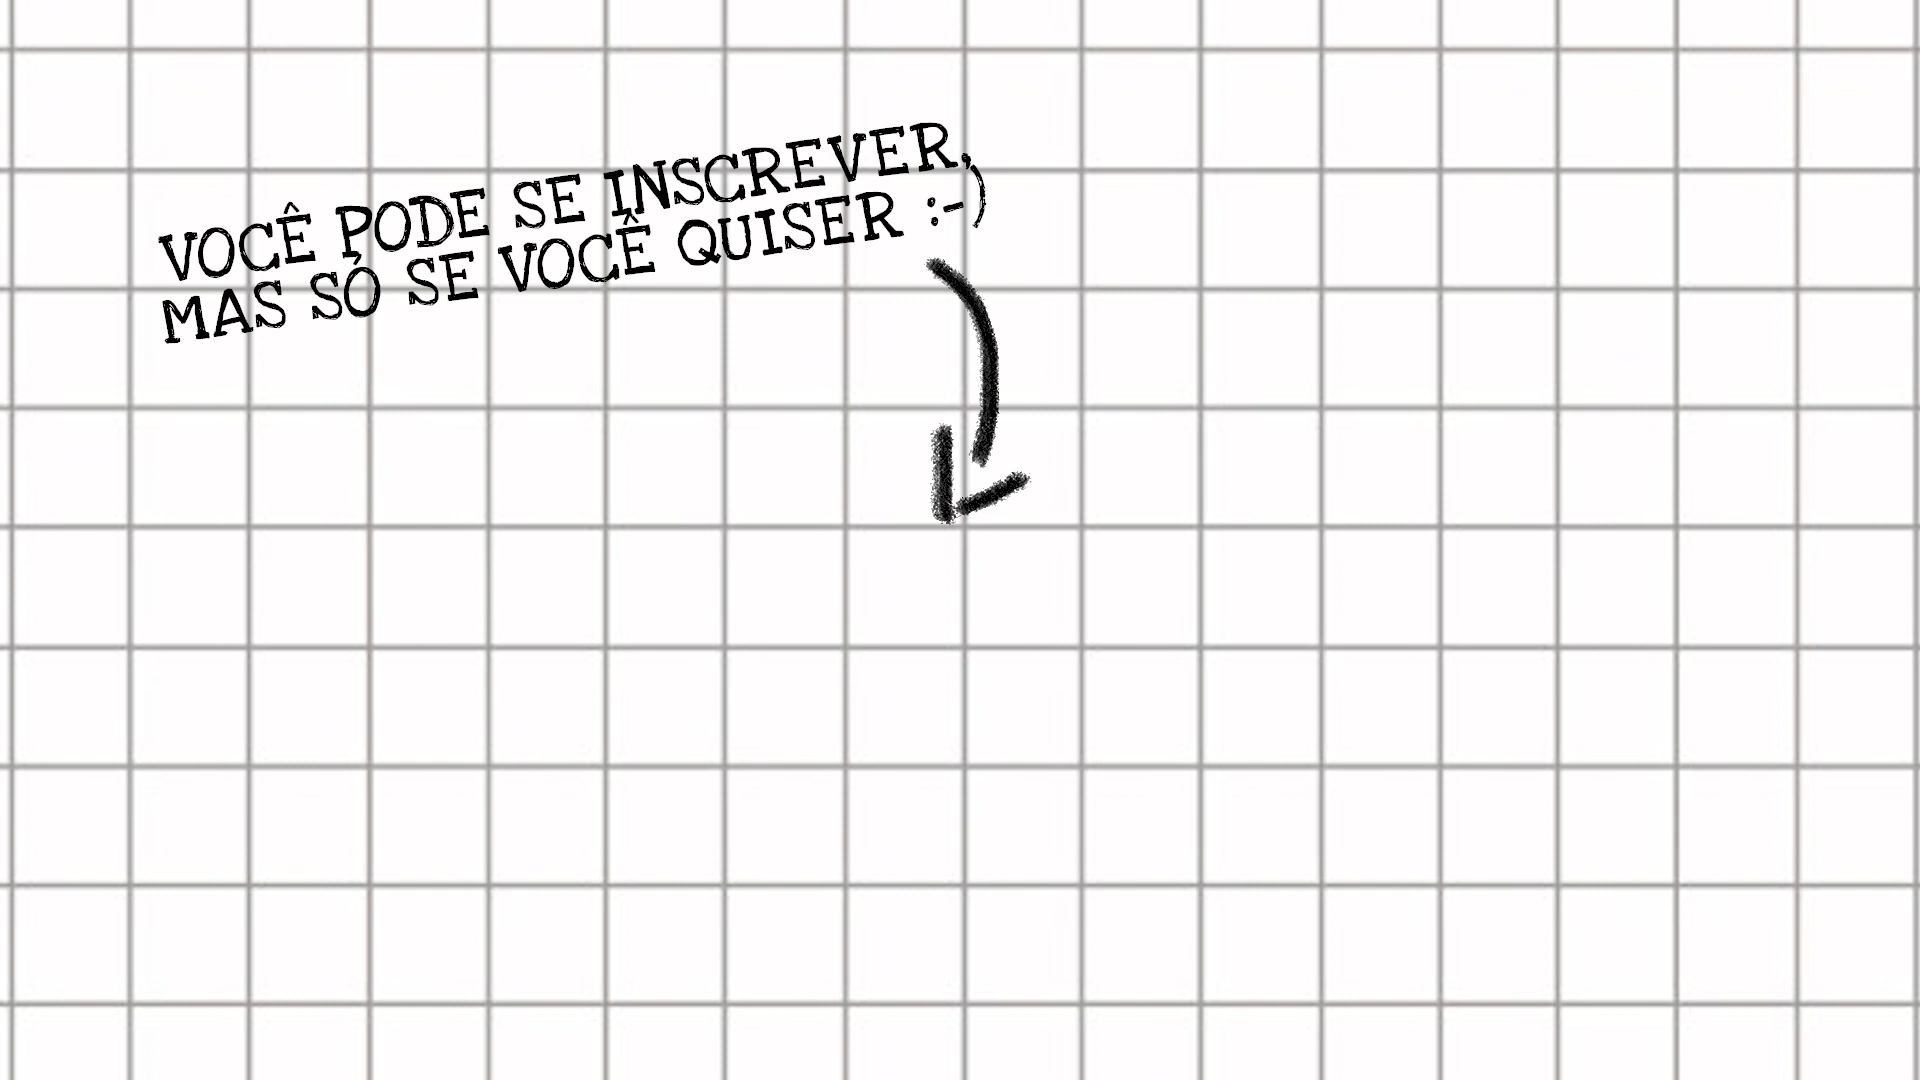 VOCÊ PODE SE INSCREVER,
MAS SÓ SE VOCÊ QUISER :-)